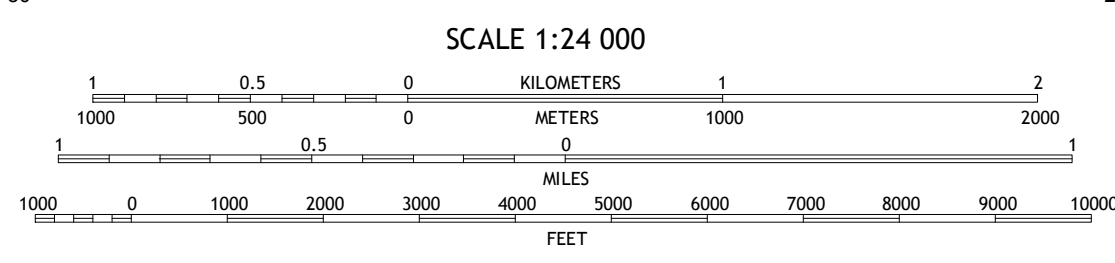 SCALE 1:24 000
1 0.5 0 KILOMETERS 1 2
1000 500 0 METERS 1000 2000
1 0.5 0 1
MILES
1000 0 1000 2000 3000 4000 5000 6000 7000 8000 9000 10000
FEET